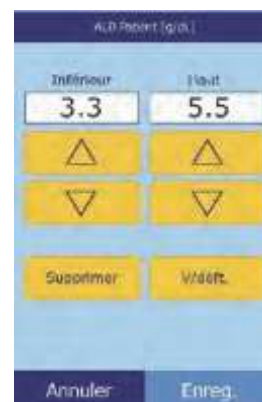 ALB Patient [g/dL]
Inférieur Haut
3.3 5.5
Supprimer V/déft.
Annuler Enreg.